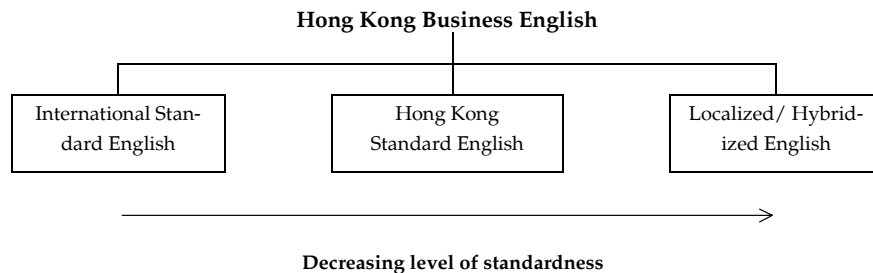 Hong Kong Business English
International Stan-
dard English
Hong Kong
Standard English
Localized/ Hybrid-
ized English
Decreasing level of standardness